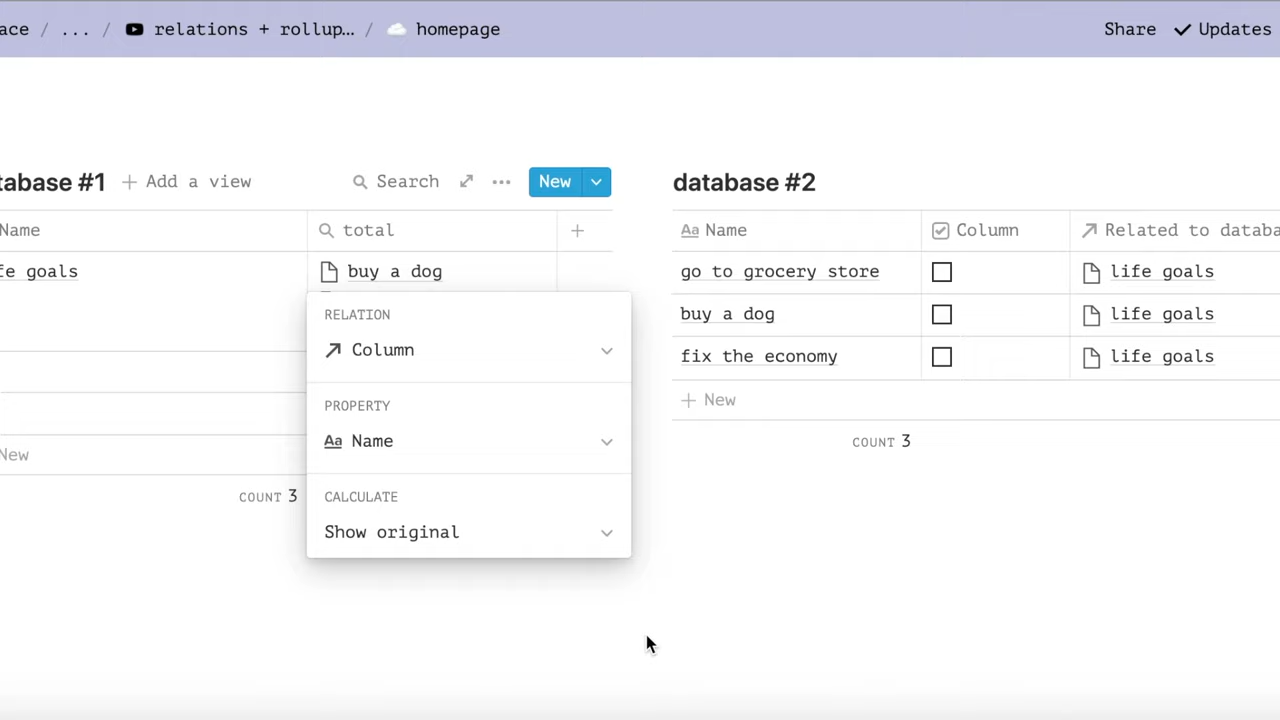 ace / ... / relations + rollup... / homepage Share Updates
tabase #1 Add a view Search ... New
Name total
fe goals buy a dog
RELATION
Column
PROPERTY
Aa Name
CALCULATE
Show original
New
COUNT 3
database #2
Aa Name Column Related to databa
go to grocery store life goals
buy a dog life goals
fix the economy life goals
New
COUNT 3